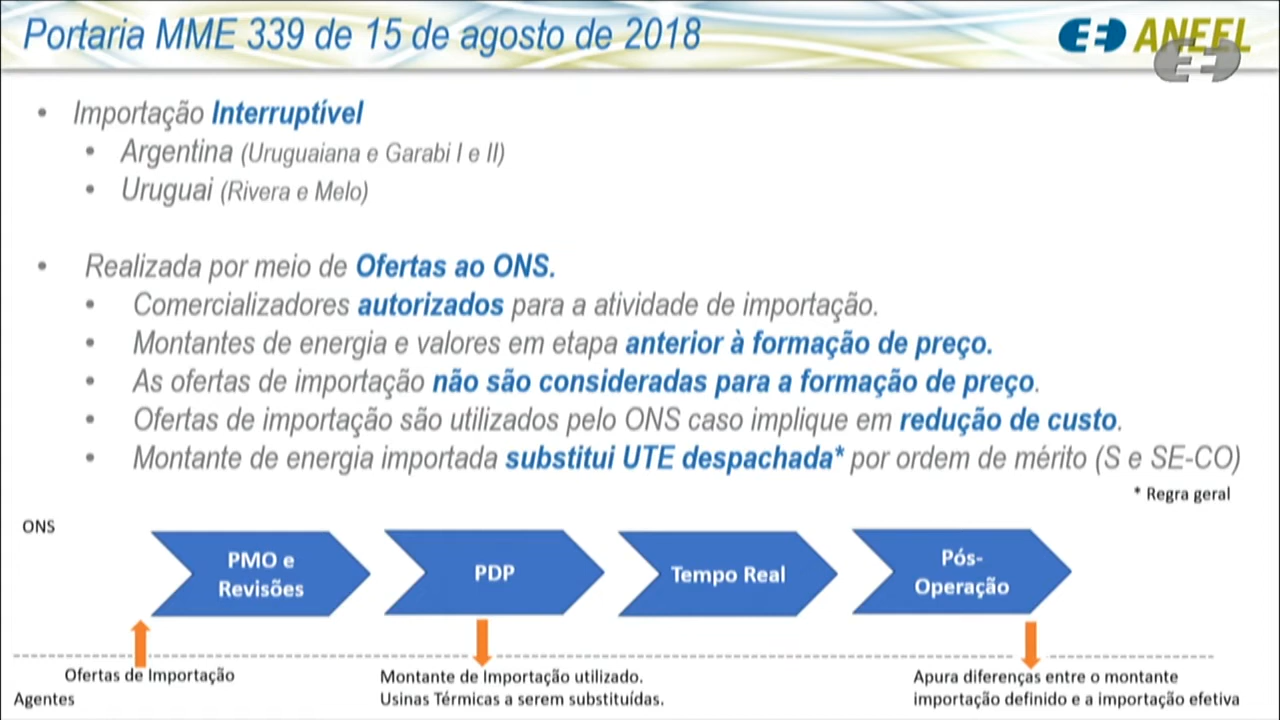 Portaria MME 339 de 15 de agosto de 2018
ANEEL
• Importação Interruptível
• Argentina (Uruguaiana e Garabi I e II)
• Uruguai (Rivera e Melo)
• Realizada por meio de Ofertas ao ONS.
• Comercializadores autorizados para a atividade de importação.
• Montantes de energia e valores em etapa anterior à formação de preço.
• As ofertas de importação não são consideradas para a formação de preço.
• Ofertas de importação são utilizados pelo ONS caso implique em redução de custo.
• Montante de energia importada substitui UTE despachada* por ordem de mérito (S e SE-CO)
* Regra geral
ONS
PMO e
Revisões
PDP
Tempo Real
Pós-
Operação
Ofertas de Importação
Agentes
Montante de Importação utilizado.
Usinas Térmicas a serem substituídas.
Apura diferenças entre o montante
importação definido e a importação efetiva